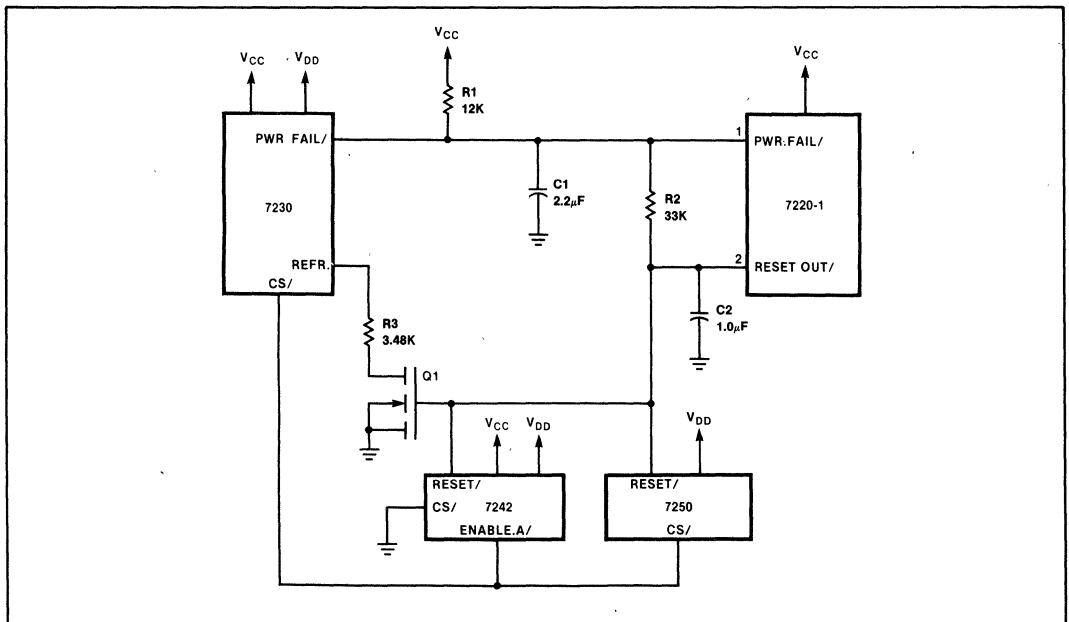 VCC
VDD
VCC
R1
12K
VCC
PWR FAIL/
7230
REFR.
CS/
C1
2.2µF
R2
33K
1
PWR.FAIL/
7220-1
2
RESET OUT/
C2
1.0µF
R3
3.48K
Q1
VCC
VDD
RESET/
CS/
7242
ENABLE.A/
VDD
RESET/
7250
CS/